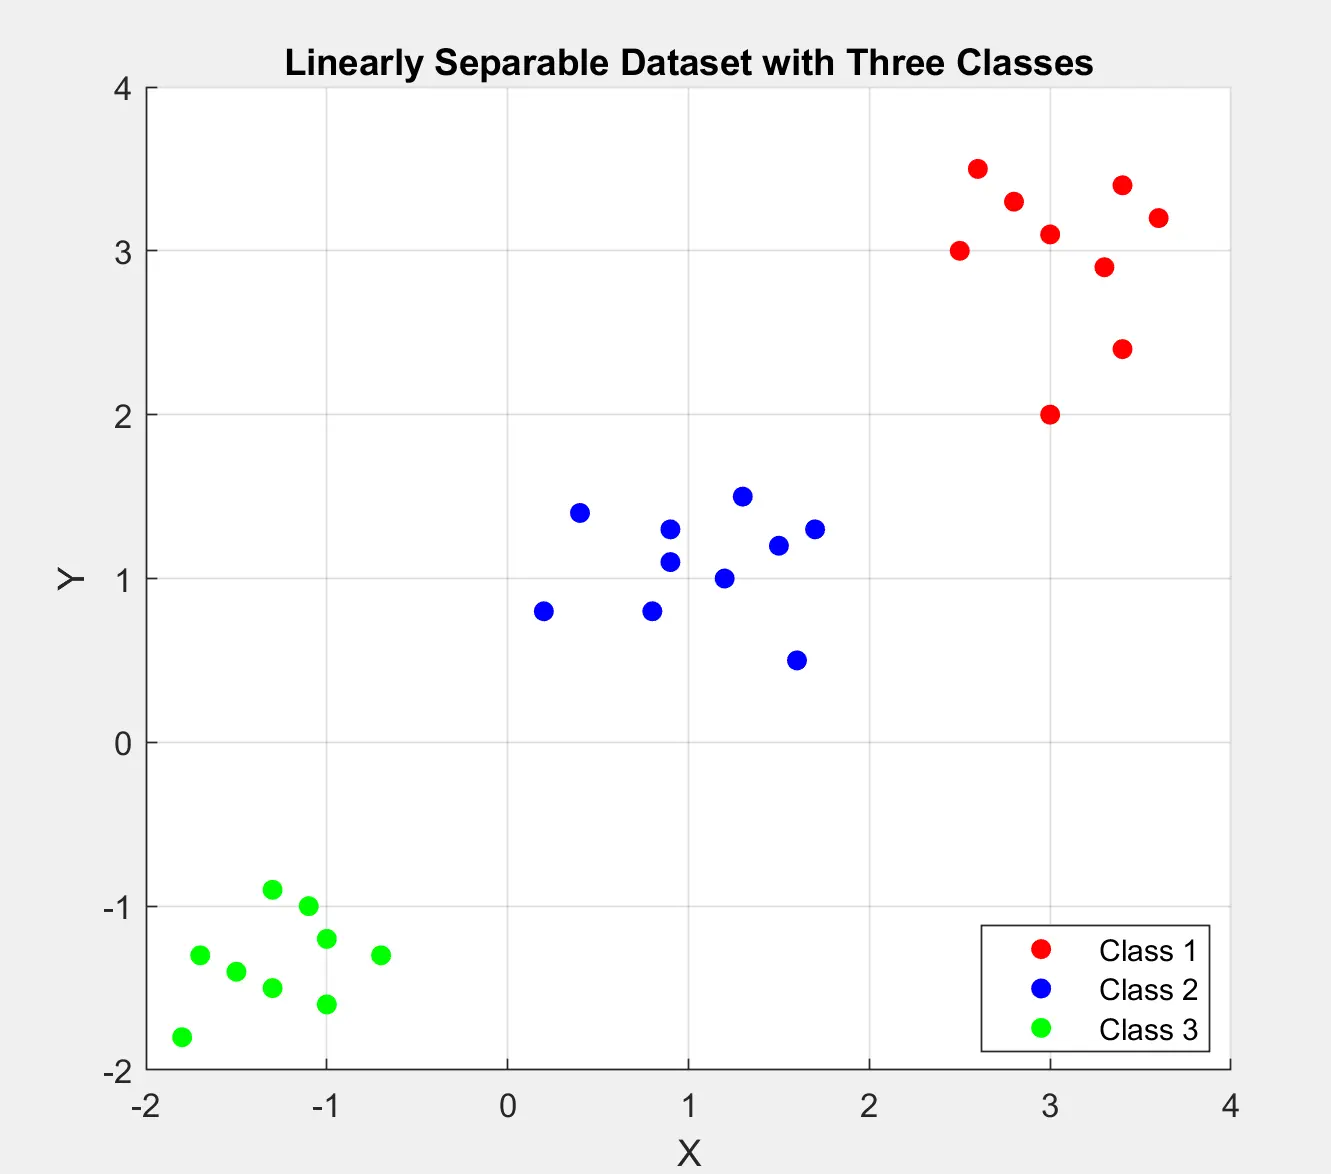 Linearly Separable Dataset with Three Classes
4
3
2
1
0
-1
-2
Y
-2 -1 0 1 2 3 4
X
Class 1
Class 2
Class 3